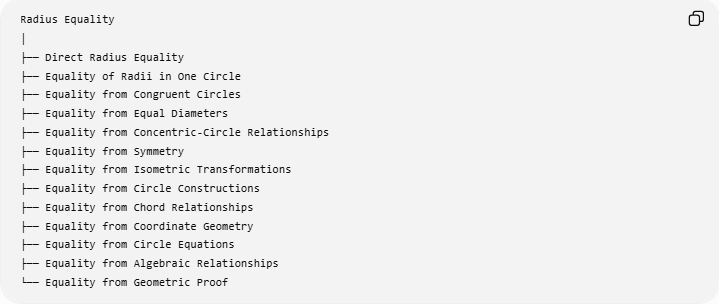 Radius Equality
│
├── Direct Radius Equality
├── Equality of Radii in One Circle
├── Equality from Congruent Circles
├── Equality from Equal Diameters
├── Equality from Concentric-Circle Relationships
├── Equality from Symmetry
├── Equality from Isometric Transformations
├── Equality from Circle Constructions
├── Equality from Chord Relationships
├── Equality from Coordinate Geometry
├── Equality from Circle Equations
├── Equality from Algebraic Relationships
└── Equality from Geometric Proof